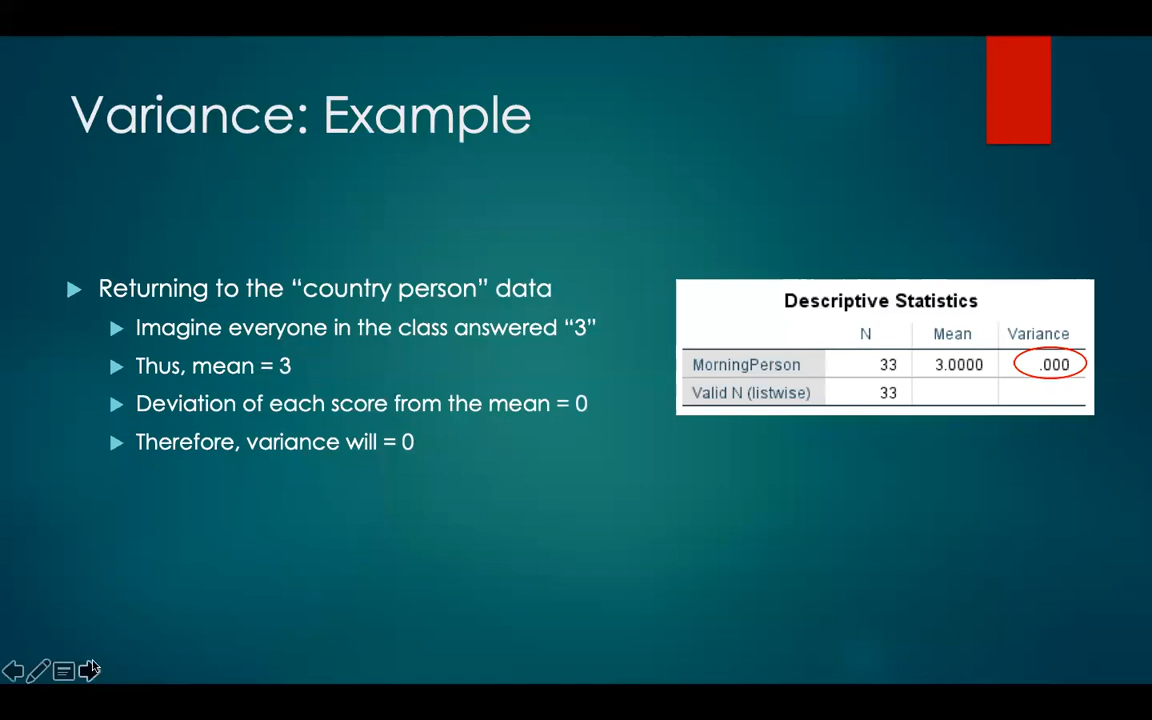 Variance: Example
Returning to the “country person” data
Imagine everyone in the class answered “3”
Thus, mean = 3
Deviation of each score from the mean = 0
Therefore, variance will = 0
Descriptive Statistics
N Mean Variance
MorningPerson 33 3.0000 .000
Valid N (listwise) 33